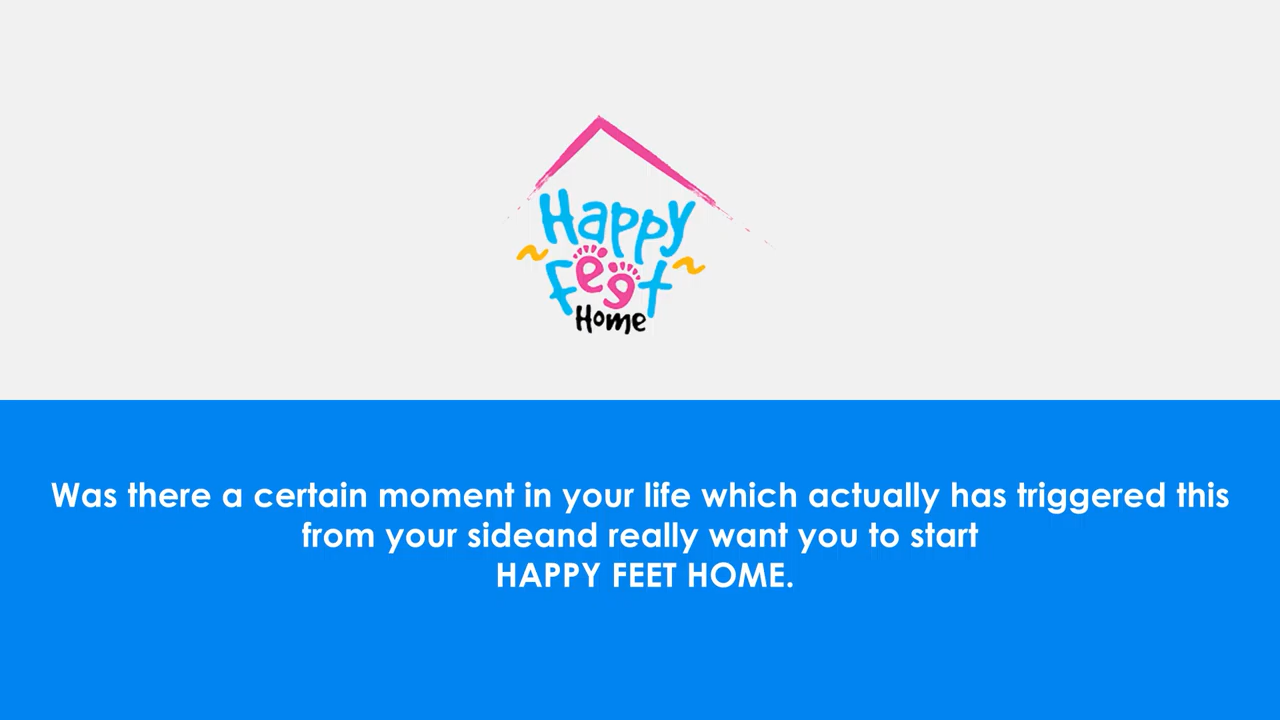 Happy
Feet
Home
Was there a certain moment in your life which actually has triggered this
from your sideand really want you to start
HAPPY FEET HOME.